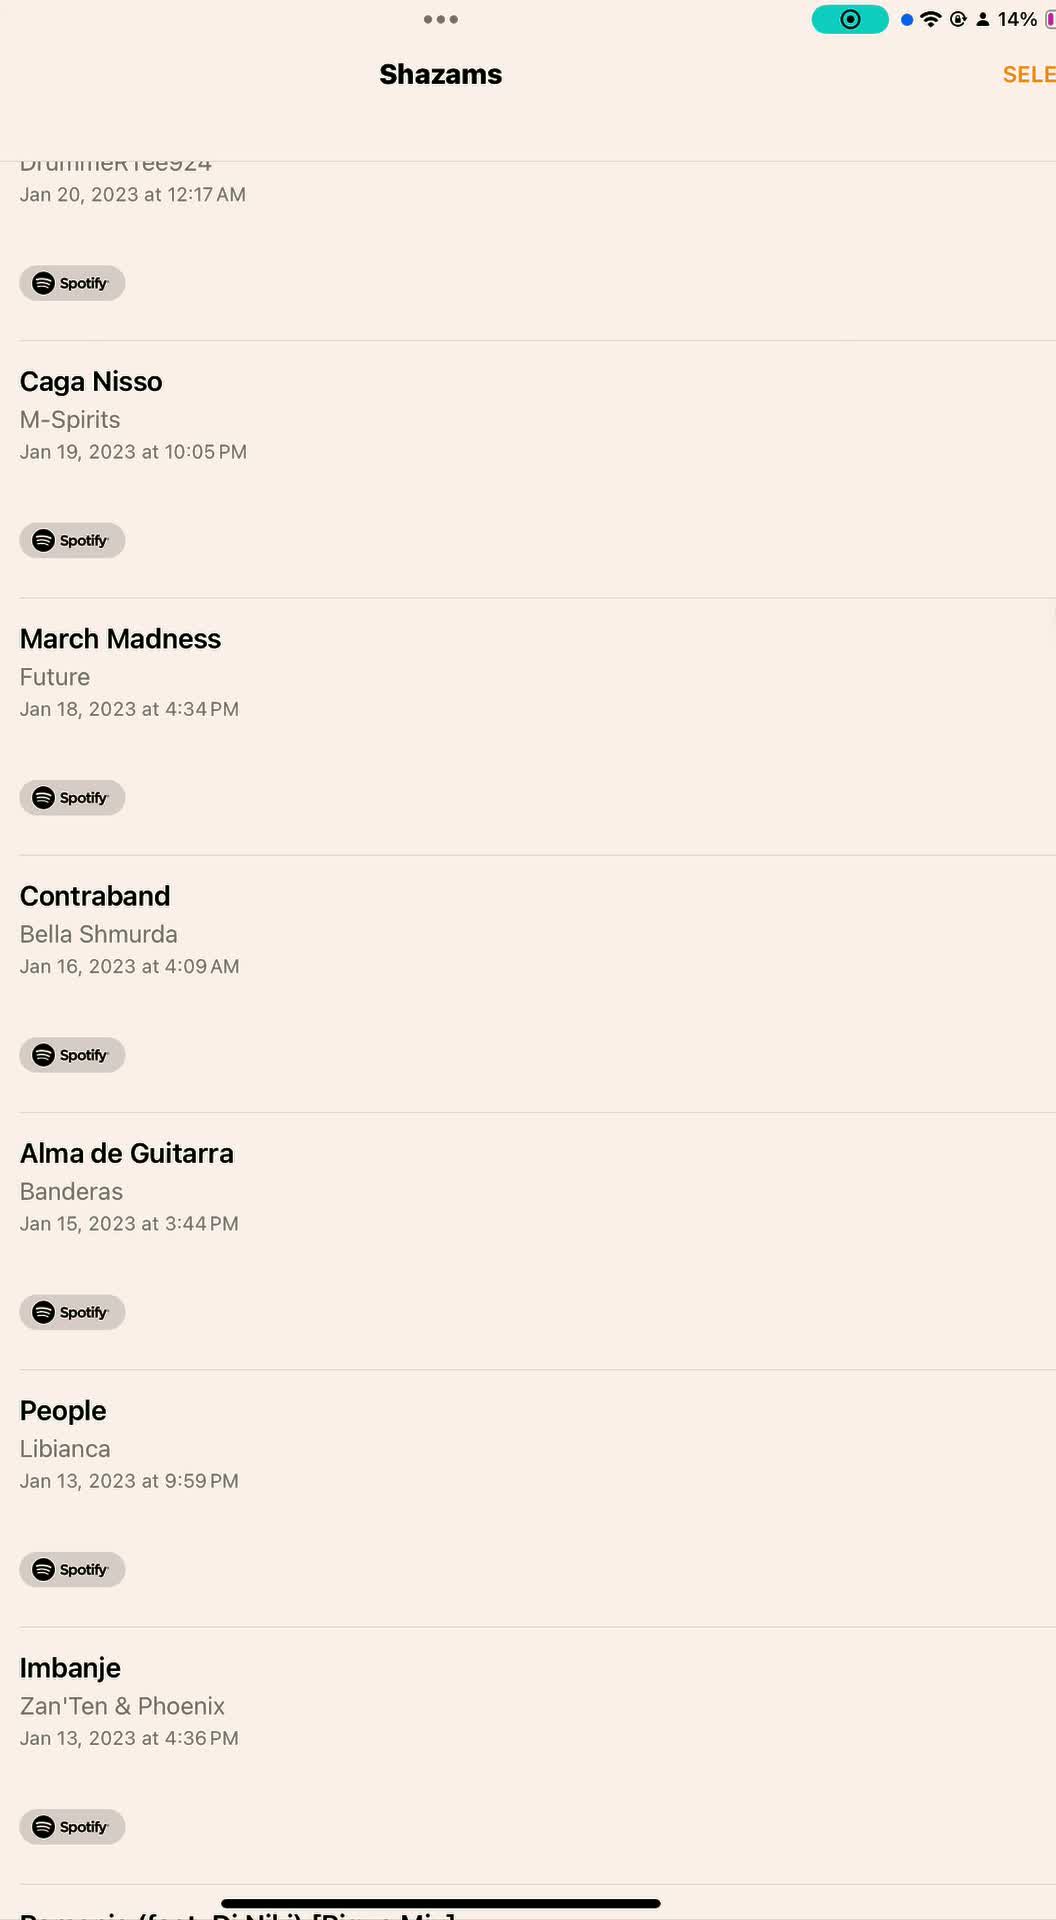 14%
Shazams
SELE
DrummeRTee924
Jan 20, 2023 at 12:17 AM
Spotify
Caga Nisso
M-Spirits
Jan 19, 2023 at 10:05 PM
Spotify
March Madness
Future
Jan 18, 2023 at 4:34 PM
Spotify
Contraband
Bella Shmurda
Jan 16, 2023 at 4:09 AM
Spotify
Alma de Guitarra
Banderas
Jan 15, 2023 at 3:44 PM
Spotify
People
Libianca
Jan 13, 2023 at 9:59 PM
Spotify
Imbanje
Zan'Ten & Phoenix
Jan 13, 2023 at 4:36 PM
Spotify